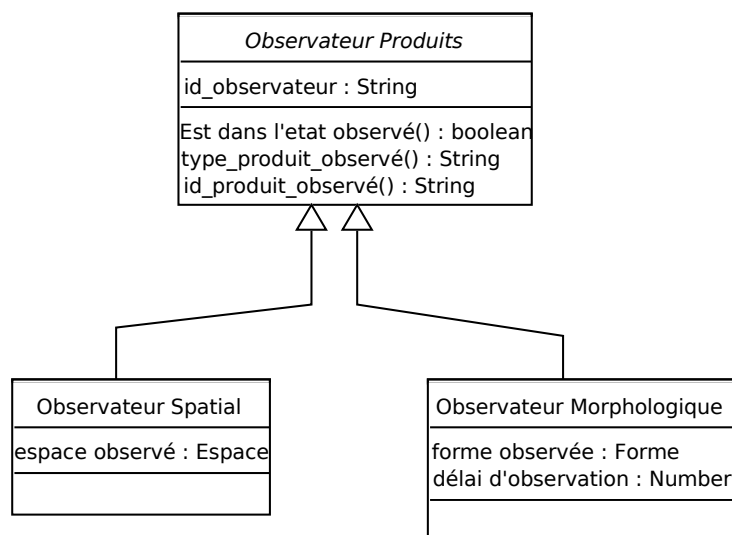 Observateur Produits
id_observateur : String
Est dans l'etat observé() : boolean
type_produit_observé() : String
id_produit_observé() : String
Observateur Spatial
espace observé : Espace
Observateur Morphologique
forme observée : Forme
délai d'observation : Number